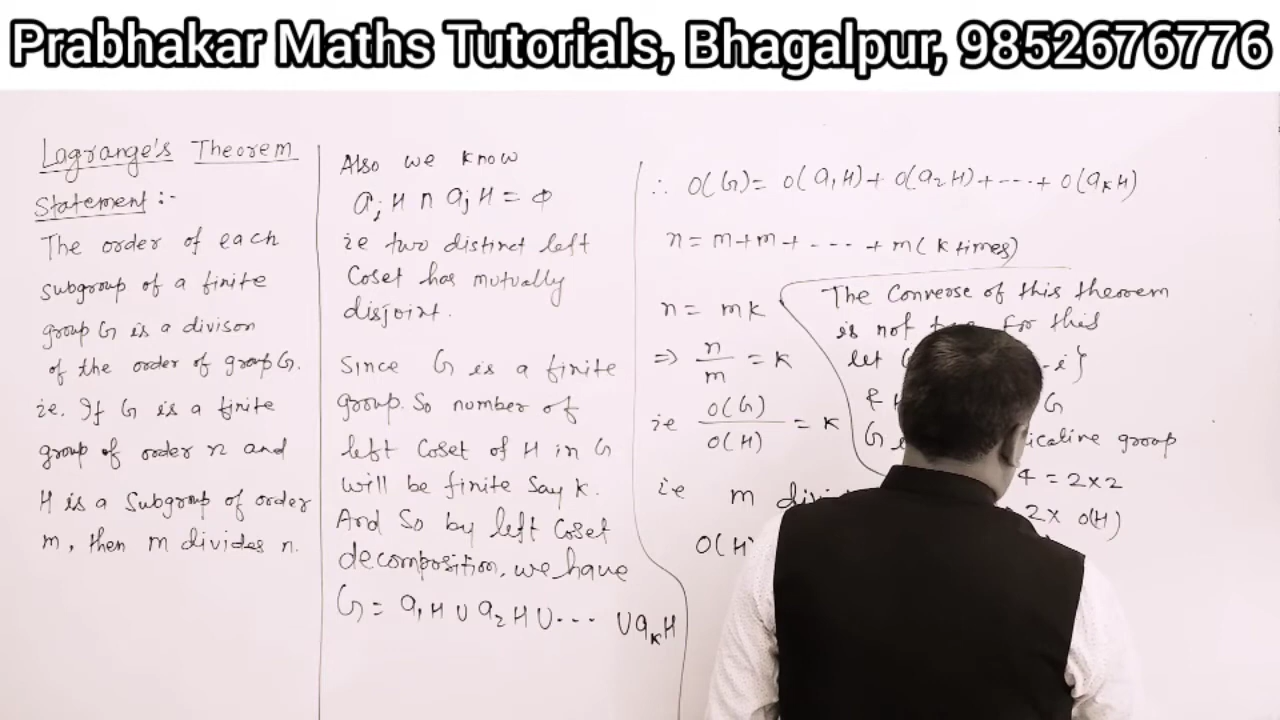 Prabhakar Maths Tutorials, Bhagalpur, 9852676776
Lagrange's Theorem
Statement :-
The order of each
subgroup of a finite
group G is a divison
of the order of group G.
ie. If G is a finite
group of order n and
H is a Subgroup of order
m, then m divides n.
Also we know
aᵢH ∩ aⱼH = ϕ
ie two distinct left
Coset has mutually
disjoint.
Since G is a finite
group. So number of
left Coset of H in G
will be finite Say k.
And So by left Coset
decomposition, we have
G = a₁H ∪ a₂H ∪ --- ∪ aₖH
∴ O(G) = O(a₁H) + O(a₂H) + --- + O(aₖH)
n = m + m + --- + m (k times)
n = mk
⇒ n/m = k
ie O(G)/O(H) = k
ie m
O(H)
The Converse of this theorem
is not For this
let -i}
G
G group
4 = 2×2
2× O(H)